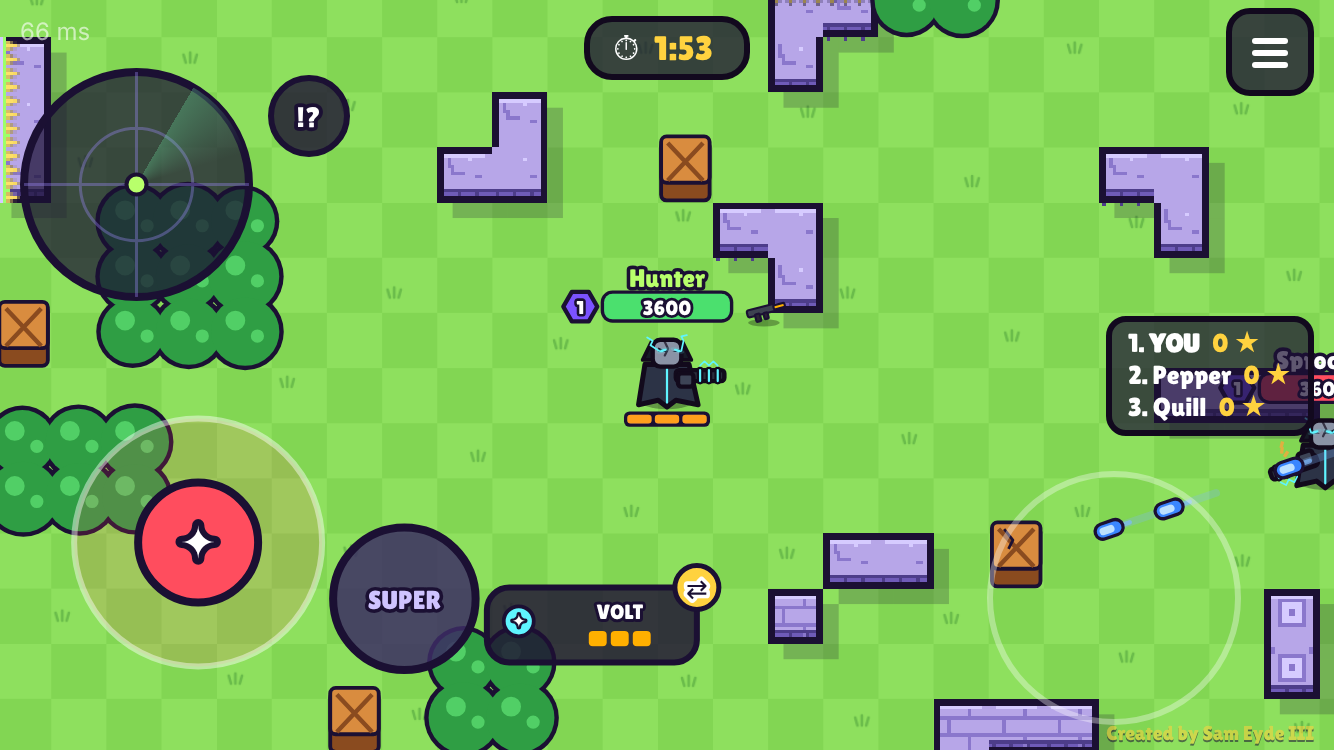 66 ms
1:53
!?
Hunter
1 3600
1. YOU 0
2. Pepper 0
3. Quill 0
1
SUPER
VOLT
Created by Sam Eyde III